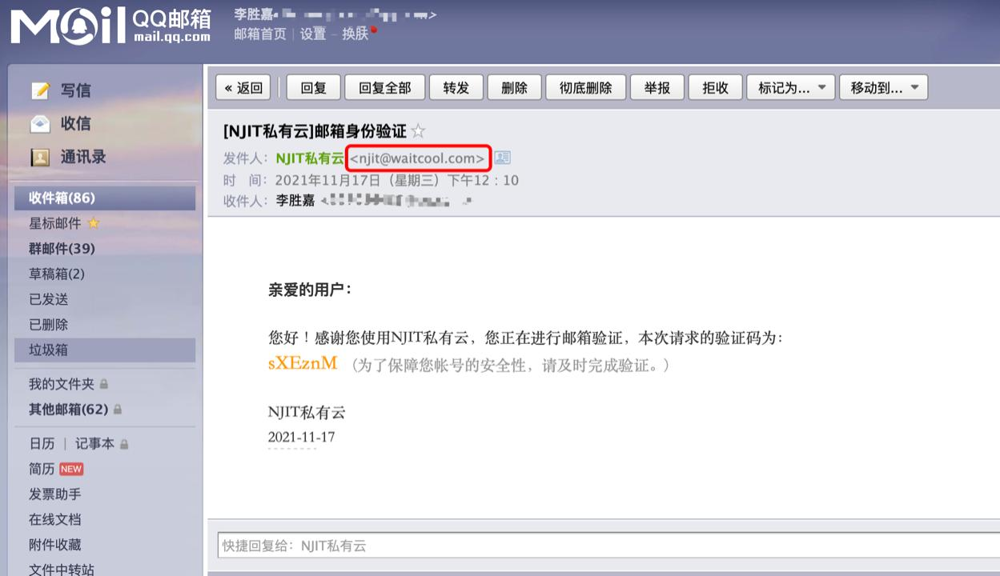 Mail QQ邮箱
mail.qq.com
李胜嘉
邮箱首页 | 设置 - 换肤
写信
收信
通讯录
收件箱(86)
星标邮件
群邮件(39)
草稿箱(2)
已发送
已删除
垃圾箱
我的文件夹
其他邮箱(62)
日历 | 记事本
简历 NEW
发票助手
在线文档
附件收藏
文件中转站
« 返回 回复 回复全部 转发 删除 彻底删除 举报 拒收 标记为... 移动到...
[NJIT私有云]邮箱身份验证
发件人：NJIT私有云 <njit@waitcool.com>
时 间：2021年11月17日（星期三）下午12：10
收件人：李胜嘉
亲爱的用户：
您好！感谢您使用NJIT私有云，您正在进行邮箱验证，本次请求的验证码为：
sXEznM （为了保障您帐号的安全性，请及时完成验证。）
NJIT私有云
2021-11-17
快捷回复给：NJIT私有云